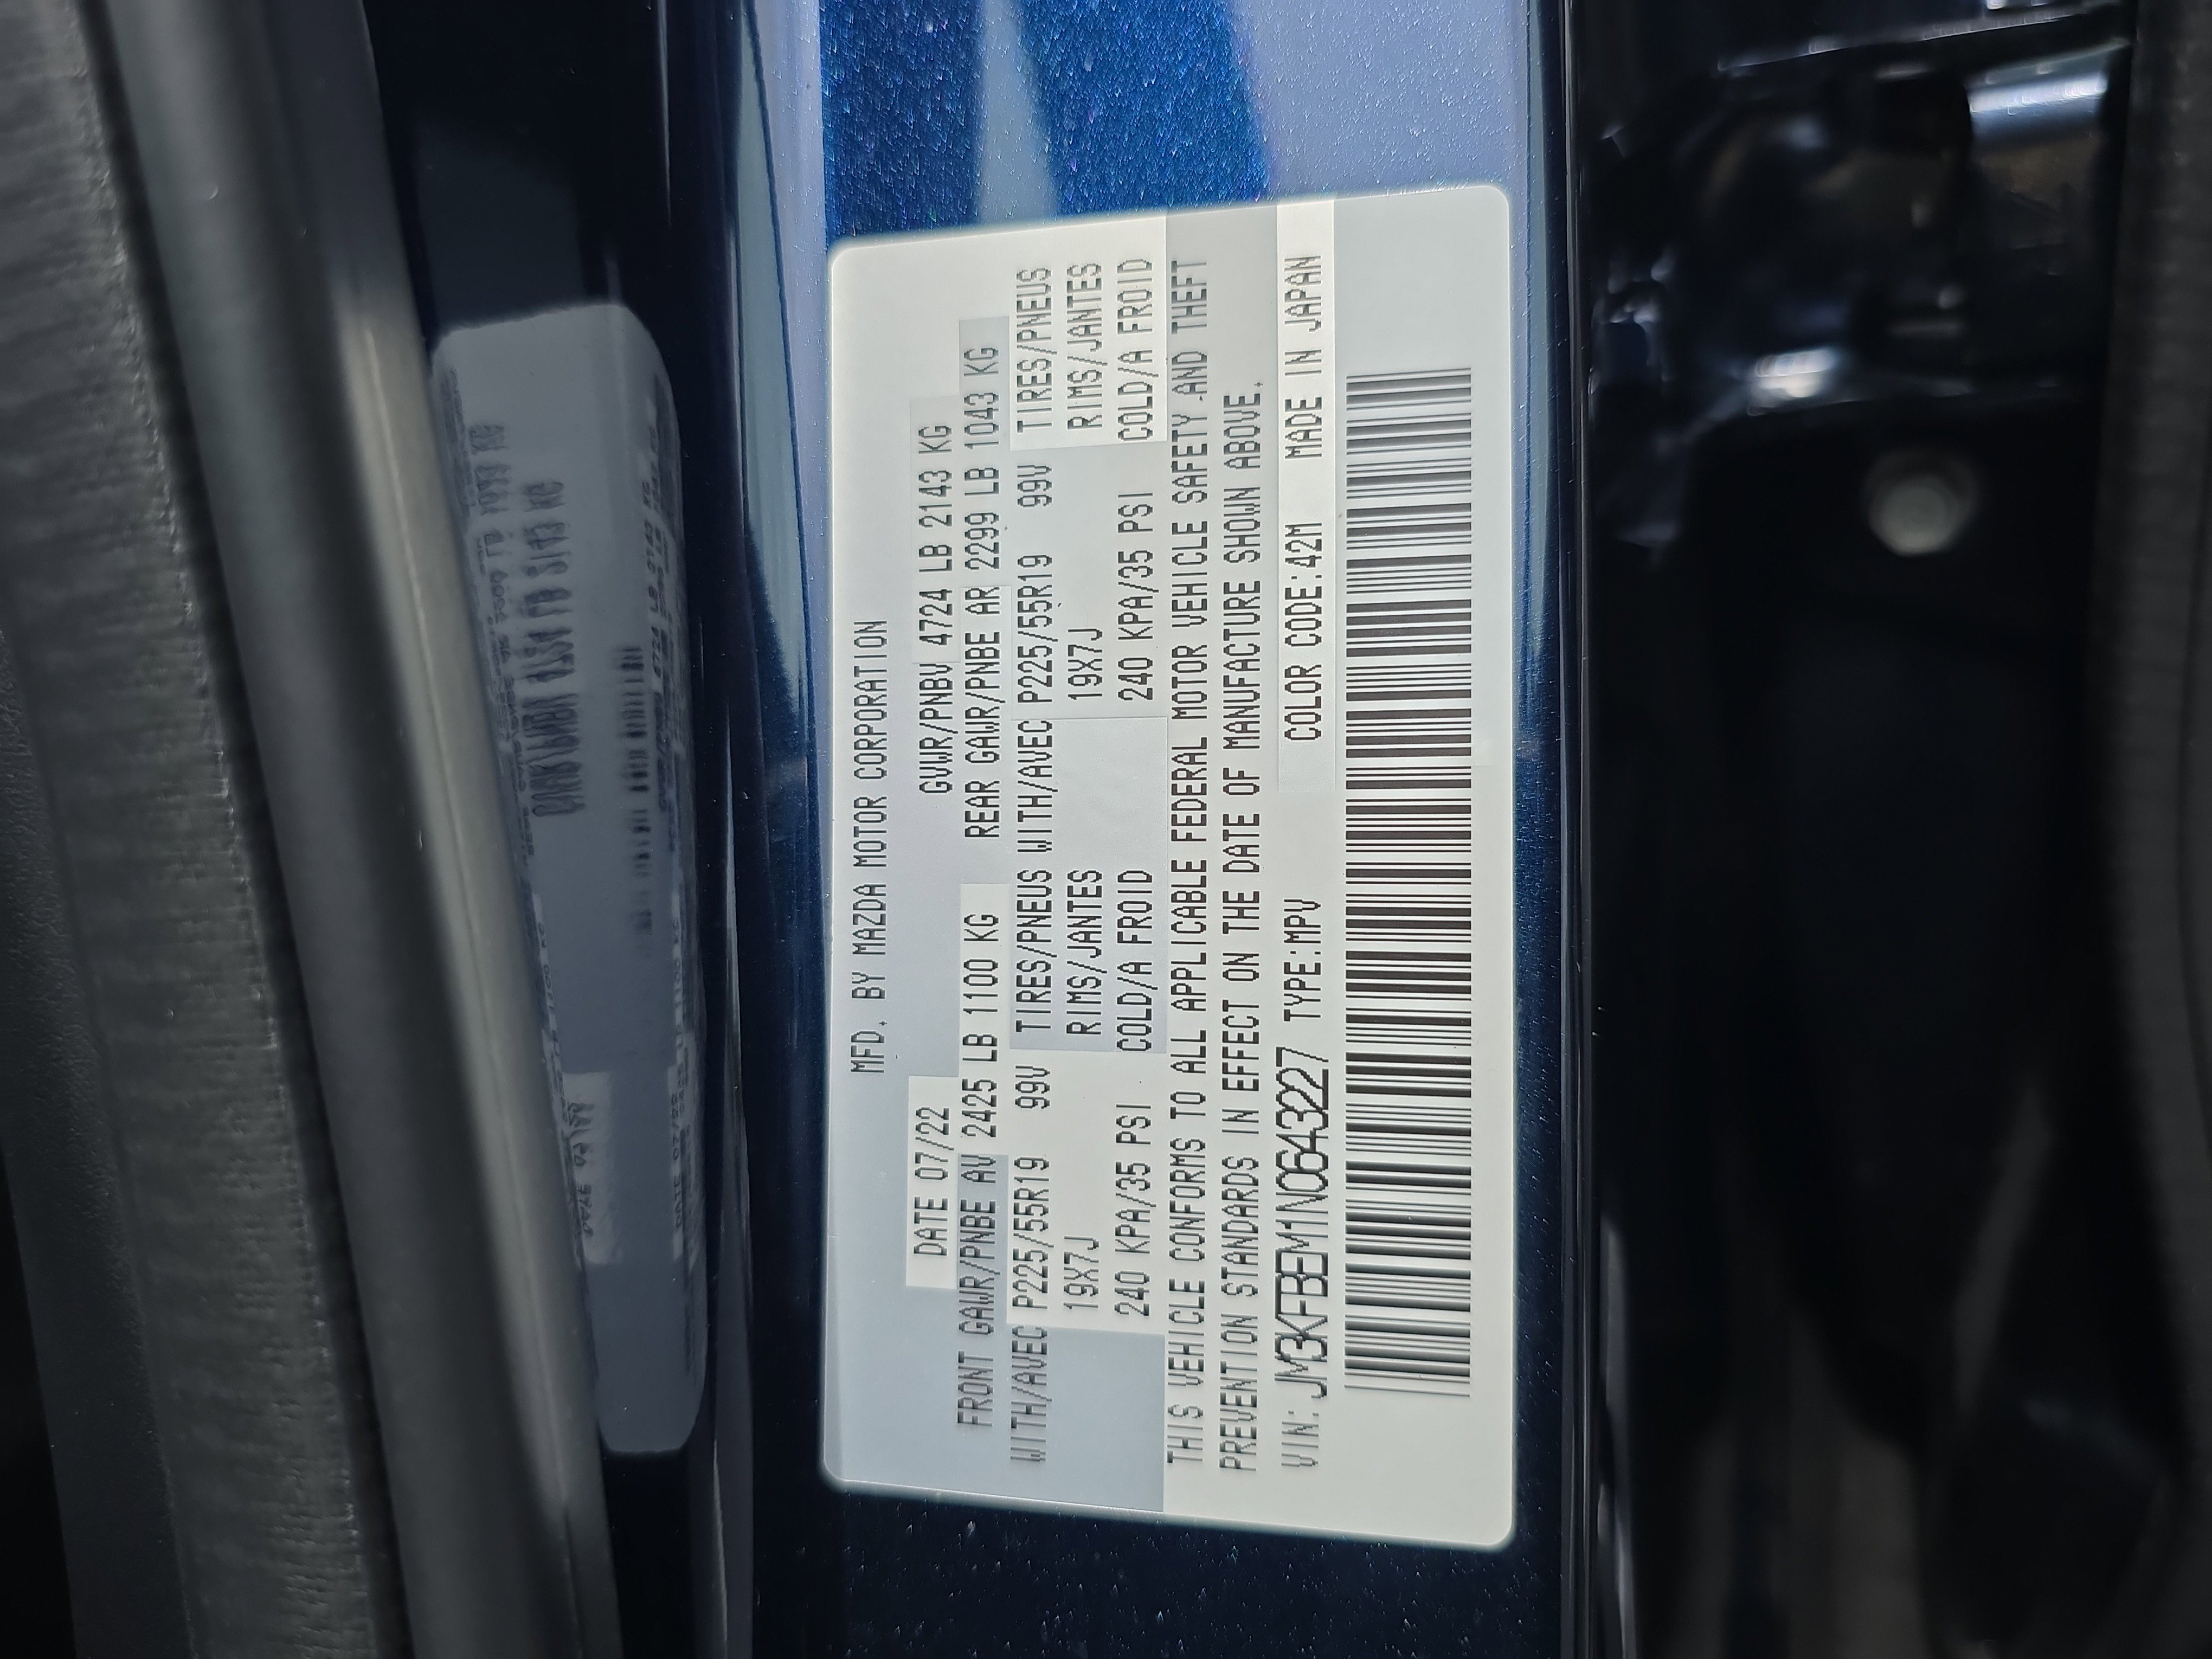 MFD. BY MAZDA MOTOR CORPORATION
DATE 07/22 GVWR/PNBV 4724 LB 2143 KG
FRONT GAWR/PNBE AV 2425 LB 1100 KG REAR GAWR/PNBE AR 2299 LB 1043 KG
WITH/AVEC P225/55R19 99V TIRES/PNEUS WITH/AVEC P225/55R19 99V TIRES/PNEUS
19X7J RIMS/JANTES 19X7J RIMS/JANTES
240 KPA/35 PSI COLD/A FROID 240 KPA/35 PSI COLD/A FROID
THIS VEHICLE CONFORMS TO ALL APPLICABLE FEDERAL MOTOR VEHICLE SAFETY AND THEFT
PREVENTION STANDARDS IN EFFECT ON THE DATE OF MANUFACTURE SHOWN ABOVE.
VIN: JM3KFBEM1N0643227 TYPE:MPV COLOR CODE:42M MADE IN JAPAN